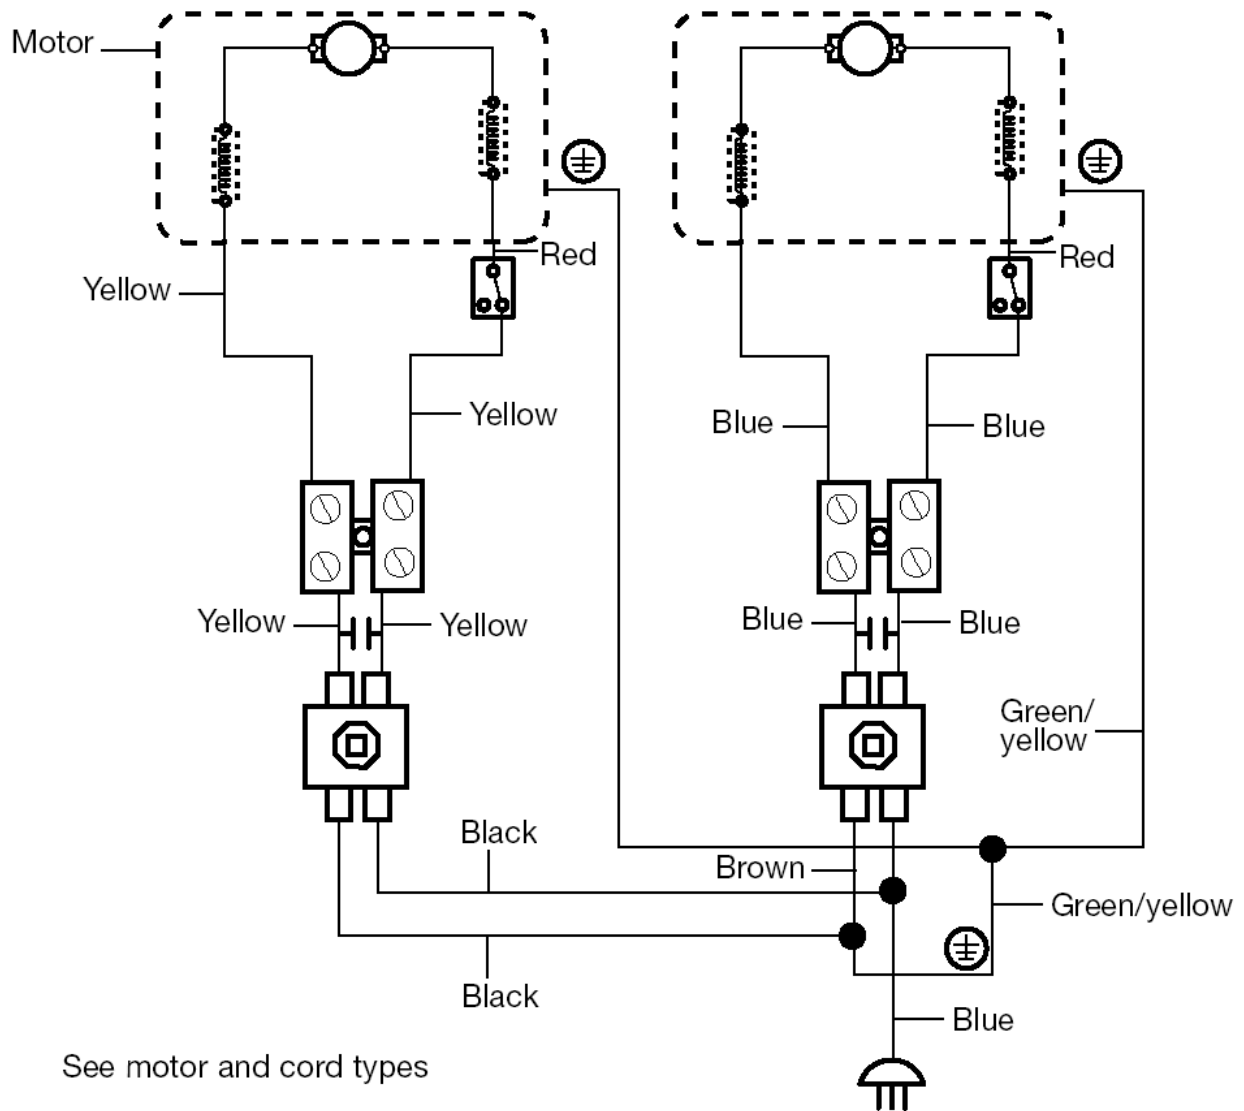 Motor
Red
Red
Yellow
Yellow
Blue
Blue
Yellow
Yellow
Blue
Blue
Green/
yellow
Black
Brown
Green/yellow
Black
Blue
See motor and cord types